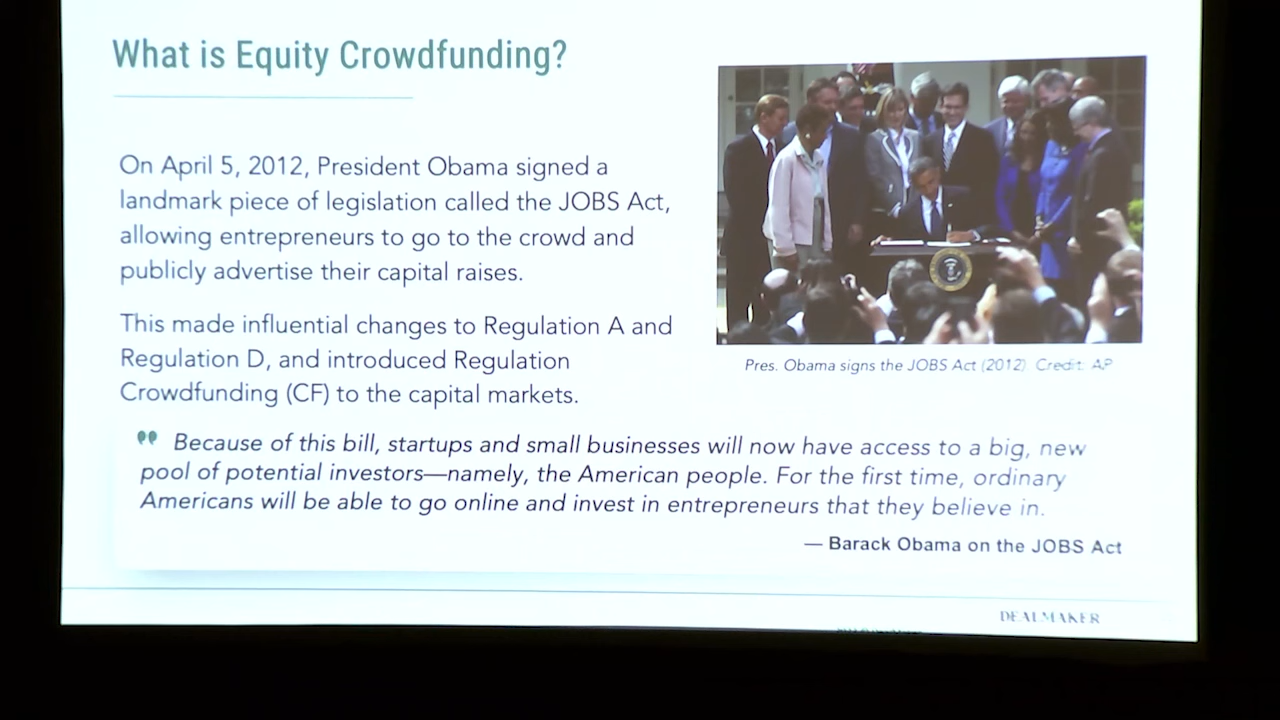 What is Equity Crowdfunding?
On April 5, 2012, President Obama signed a
landmark piece of legislation called the JOBS Act,
allowing entrepreneurs to go to the crowd and
publicly advertise their capital raises.
This made influential changes to Regulation A and
Regulation D, and introduced Regulation
Crowdfunding (CF) to the capital markets.
Pres. Obama signs the JOBS Act (2012) Credit: AP
Because of this bill, startups and small businesses will now have access to a big, new
pool of potential investors—namely, the American people. For the first time, ordinary
Americans will be able to go online and invest in entrepreneurs that they believe in.
— Barack Obama on the JOBS Act
DEALMAKER